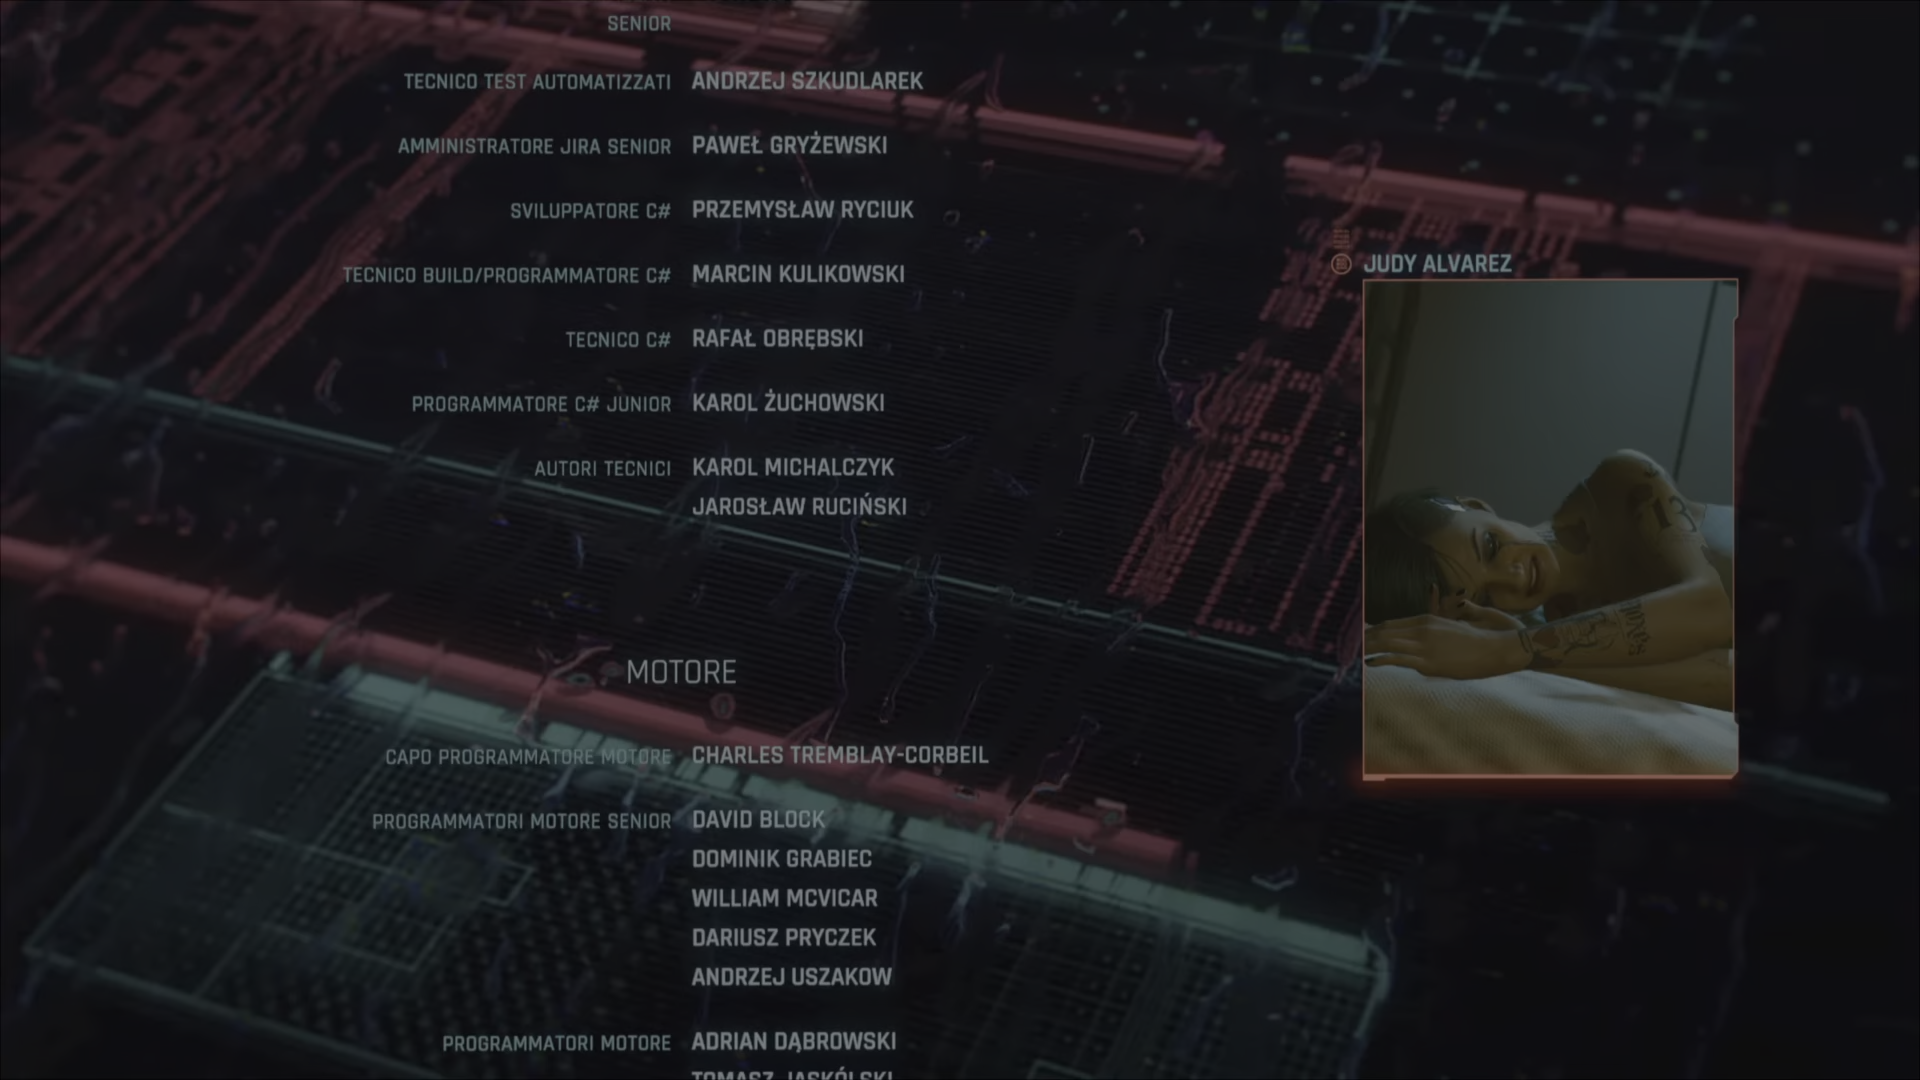 SENIOR
TECNICO TEST AUTOMATIZZATI ANDRZEJ SZKUDLAREK
AMMINISTRATORE JIRA SENIOR PAWEŁ GRYŻEWSKI
SVILUPPATORE C# PRZEMYSŁAW RYCIUK
TECNICO BUILD/PROGRAMMATORE C# MARCIN KULIKOWSKI
TECNICO C# RAFAŁ OBRĘBSKI
PROGRAMMATORE C# JUNIOR KAROL ŻUCHOWSKI
AUTORI TECNICI KAROL MICHALCZYK
JAROSŁAW RUCIŃSKI
MOTORE
CAPO PROGRAMMATORE MOTORE CHARLES TREMBLAY-CORBEIL
PROGRAMMATORI MOTORE SENIOR DAVID BLOCK
DOMINIK GRABIEC
WILLIAM MCVICAR
DARIUSZ PRYCZEK
ANDRZEJ USZAKOW
PROGRAMMATORI MOTORE ADRIAN DĄBROWSKI
TOMASZ JASKÓLSKI
JUDY ALVAREZ
13